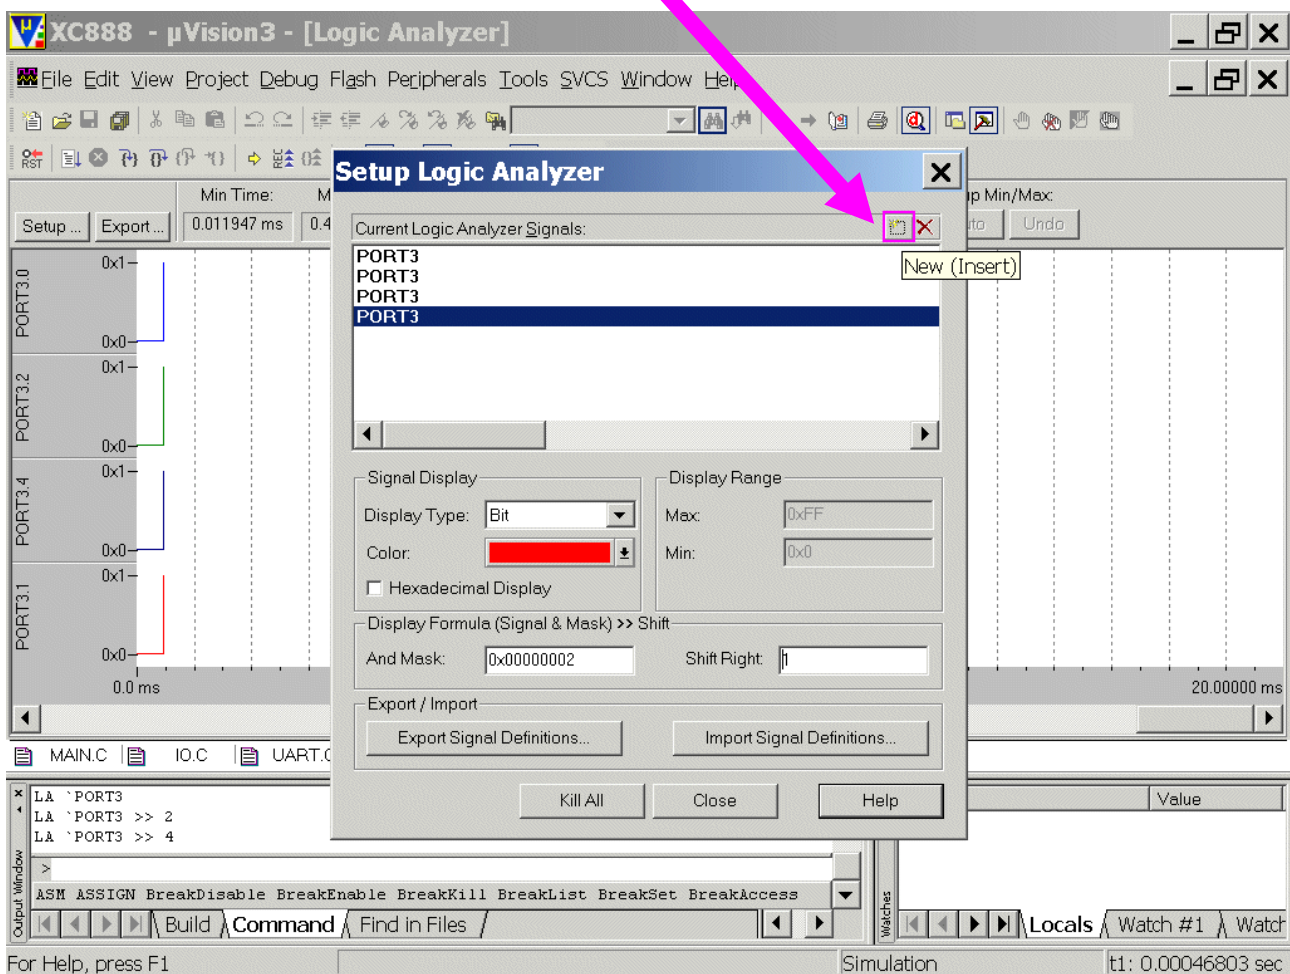 XC888 - µVision3 - [Logic Analyzer]
File Edit View Project Debug Flash Peripherals Tools SVCS Window
RST
Setup Logic Analyzer
Min Time:
Min/Max:
Setup ...
Export ...
0.011947 ms
Undo
Current Logic Analyzer Signals:
PORT3
PORT3
PORT3
PORT3
New (Insert)
PORT3.0
0x1
0x0
PORT3.2
0x1
0x0
PORT3.4
0x1
0x0
PORT3.1
0x1
0x0
0.0 ms
20.00000 ms
Signal Display
Display Type:
Bit
Color:
Hexadecimal Display
Display Range
Max:
0xFF
Min:
0x0
Display Formula (Signal & Mask) >> Shift
And Mask:
0x00000002
Shift Right:
1
Export / Import
Export Signal Definitions...
Import Signal Definitions...
Kill All
Close
Help
MAIN.C
IO.C
UART.C
LA `PORT3
LA `PORT3 >> 2
LA `PORT3 >> 4
>
ASM ASSIGN BreakDisable BreakEnable BreakKill BreakList BreakSet BreakAccess
Output Window
Build Command Find in Files
Value
Watches
Locals Watch #1 Watch
For Help, press F1
Simulation
t1: 0.00046803 sec